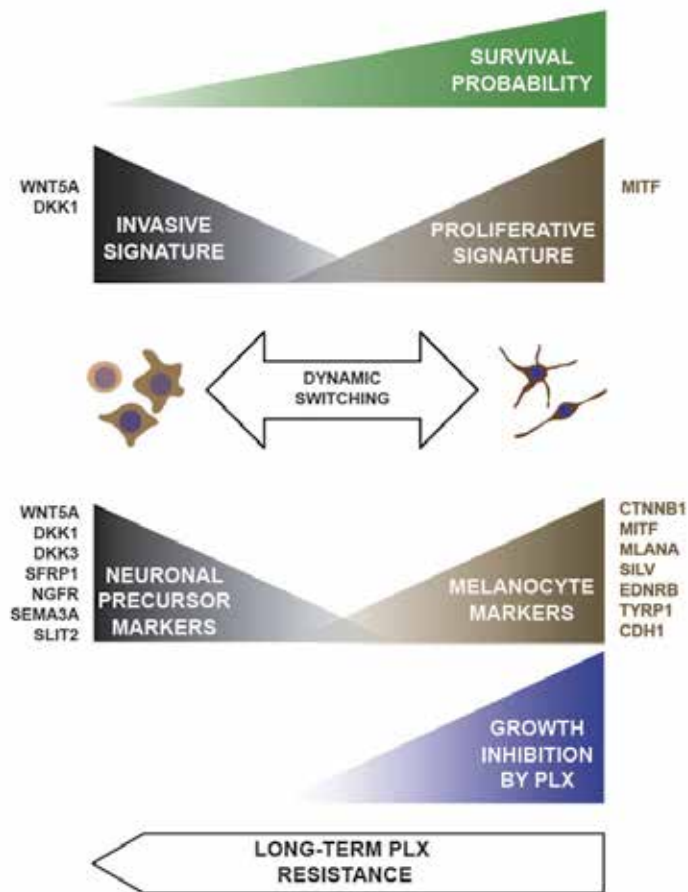 SURVIVAL
PROBABILITY
WNT5A
DKK1
INVASIVE
SIGNATURE
PROLIFERATIVE
SIGNATURE
MITF
DYNAMIC
SWITCHING
WNT5A
DKK1
DKK3
SFRP1
NGFR
SEMA3A
SLIT2
NEURONAL
PRECURSOR
MARKERS
MELANOCYTE
MARKERS
CTNNB1
MITF
MLANA
SILV
EDNRB
TYRP1
CDH1
GROWTH
INHIBITION
BY PLX
LONG-TERM PLX
RESISTANCE